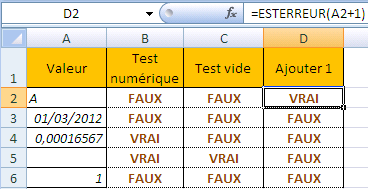 D2 fx =ESTERREUR(A2+1)
A B C D
1 Valeur Test numérique Test vide Ajouter 1
2 A FAUX FAUX VRAI
3 01/03/2012 FAUX FAUX FAUX
4 0,00016567 VRAI FAUX FAUX
5 VRAI VRAI FAUX
6 1 FAUX FAUX FAUX